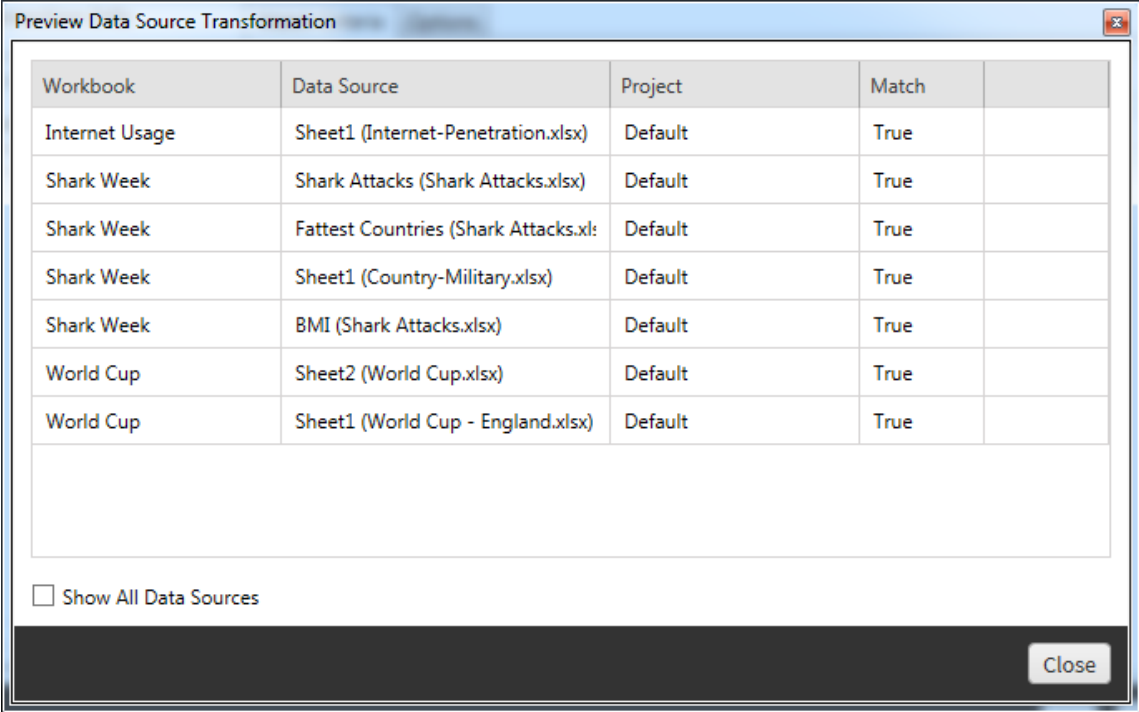 Preview Data Source Transformation
Workbook Data Source Project Match
Internet Usage Sheet1 (Internet-Penetration.xlsx) Default True
Shark Week Shark Attacks (Shark Attacks.xlsx) Default True
Shark Week Fattest Countries (Shark Attacks.xl Default True
Shark Week Sheet1 (Country-Military.xlsx) Default True
Shark Week BMI (Shark Attacks.xlsx) Default True
World Cup Sheet2 (World Cup.xlsx) Default True
World Cup Sheet1 (World Cup - England.xlsx) Default True
Show All Data Sources
Close